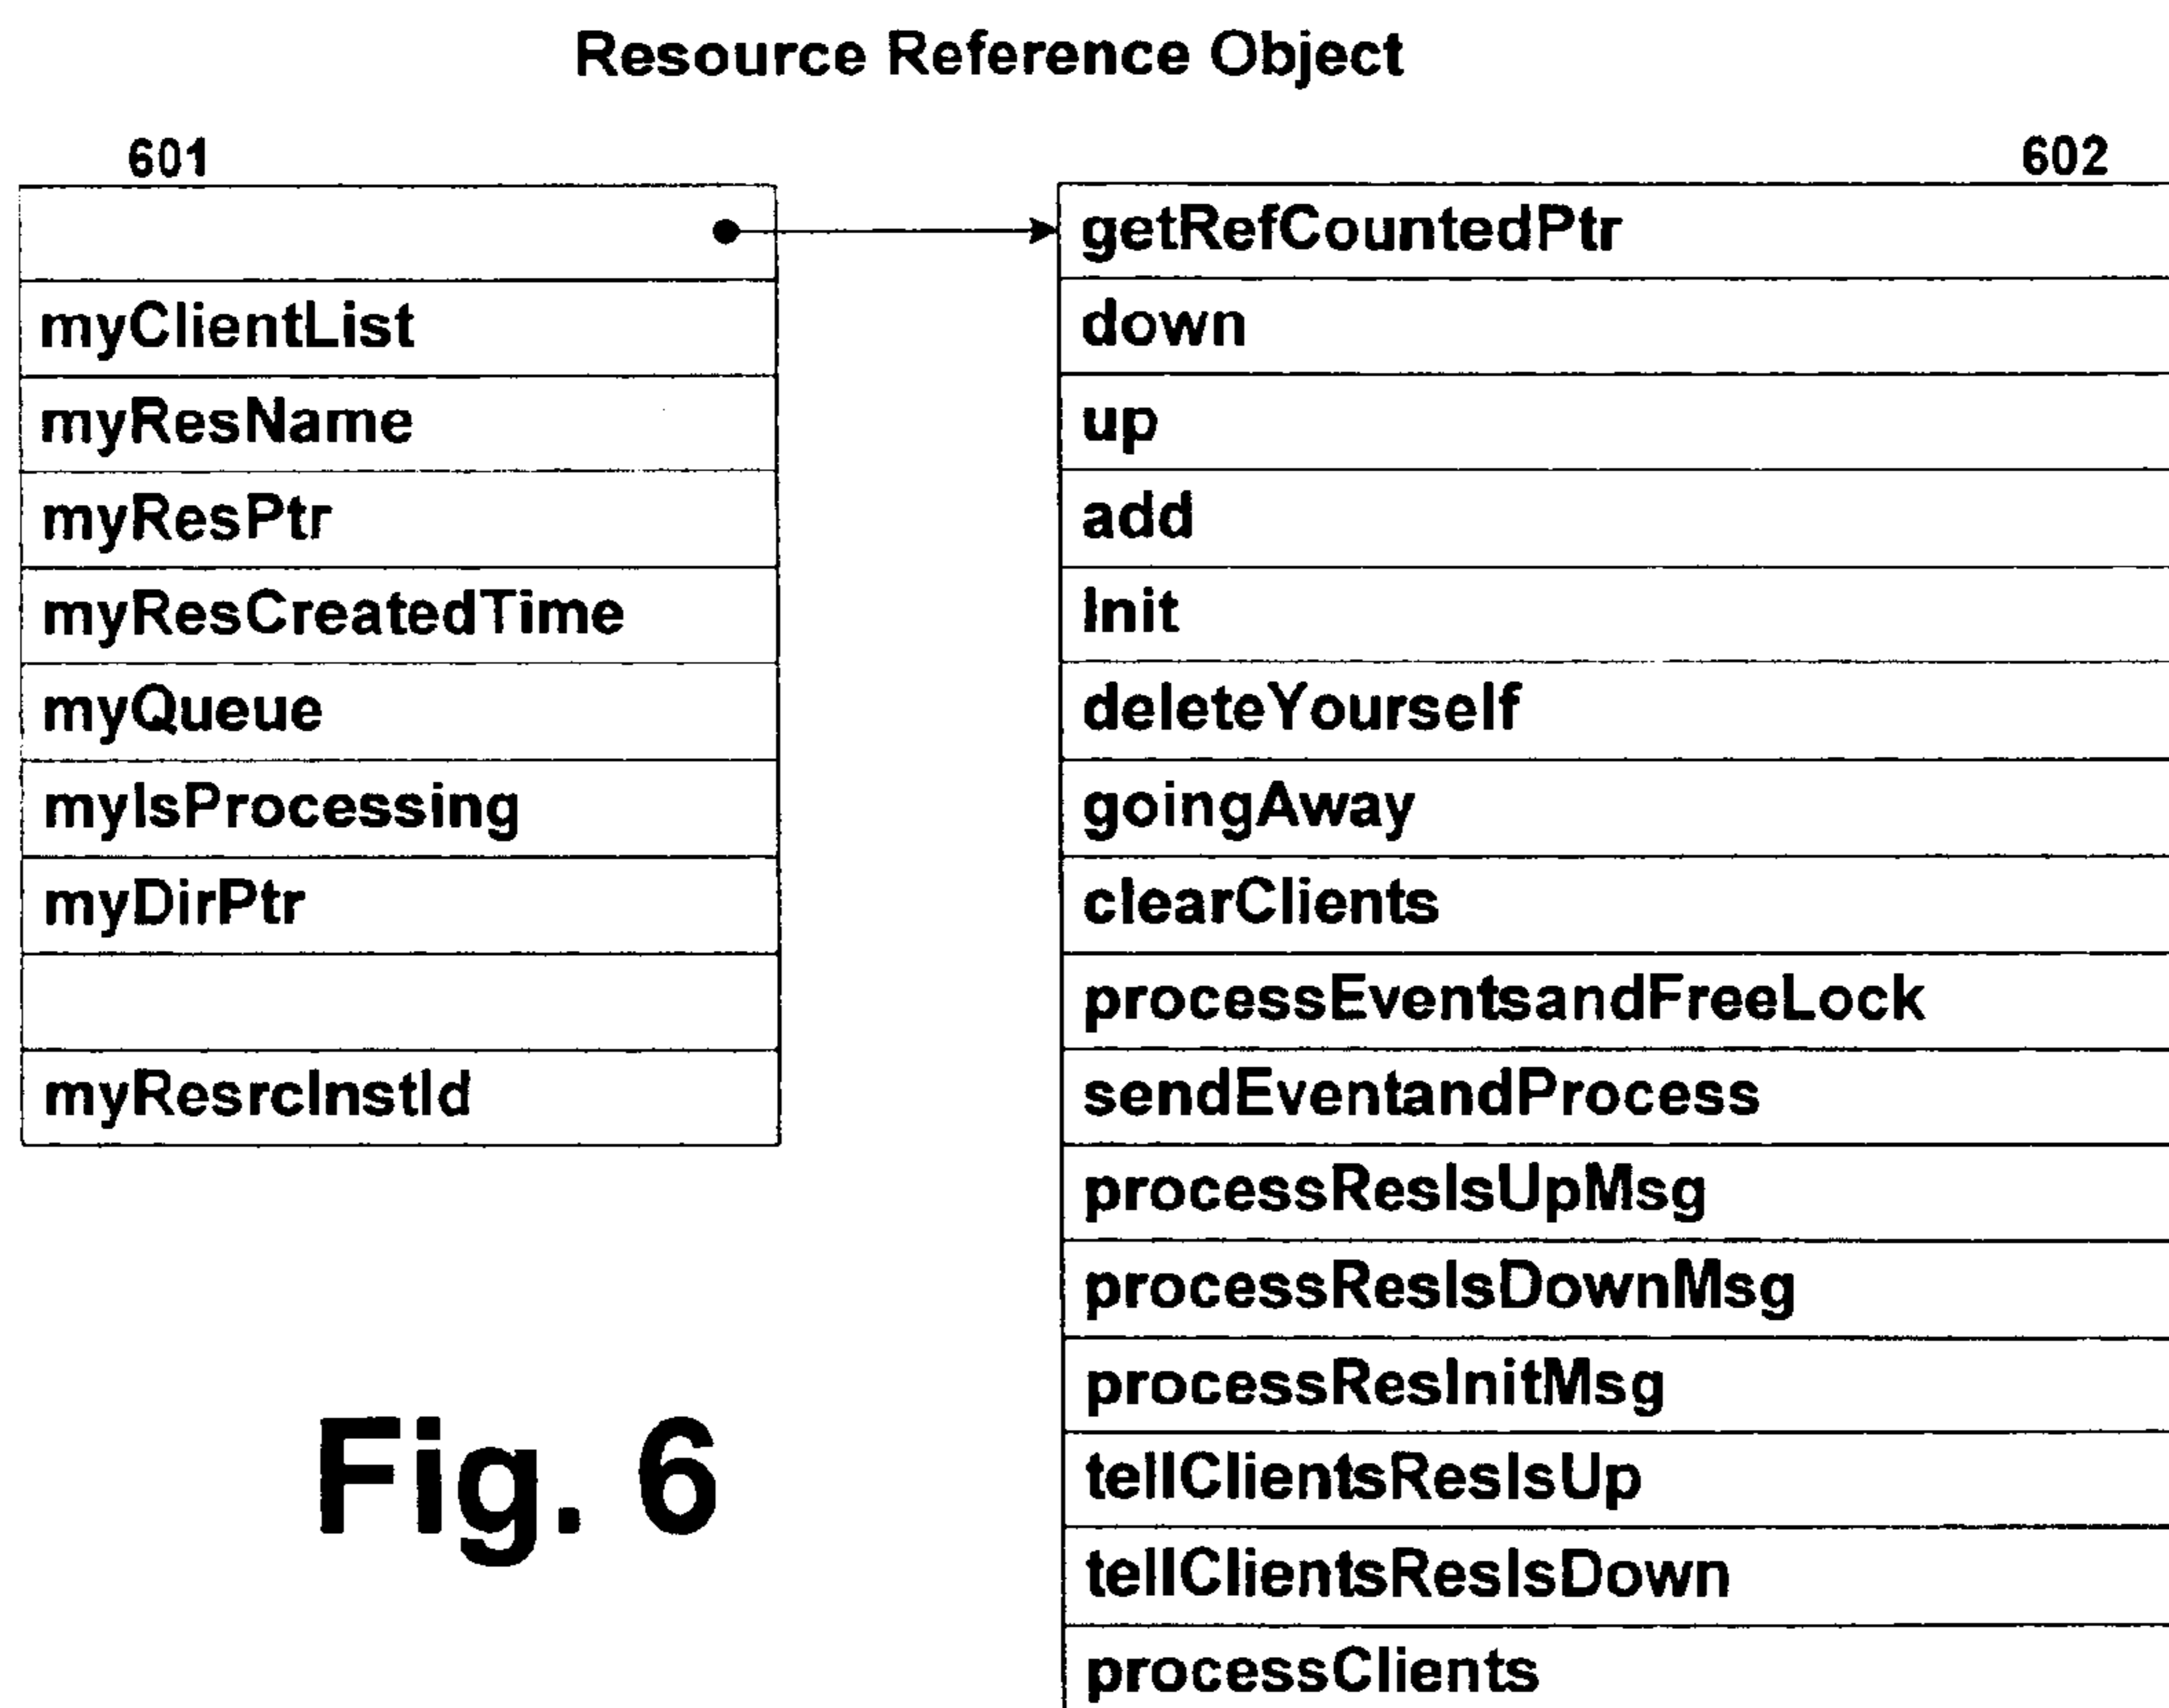 Resource Reference Object
601
myClientList
myResName
myResPtr
myResCreatedTime
myQueue
myIsProcessing
myDirPtr
myResrcInstId
602
getRefCountedPtr
down
up
add
Init
deleteYourself
goingAway
clearClients
processEventsandFreeLock
sendEventandProcess
processResIsUpMsg
processResIsDownMsg
processResInitMsg
tellClientsResIsUp
tellClientsResIsDown
processClients
Fig. 6